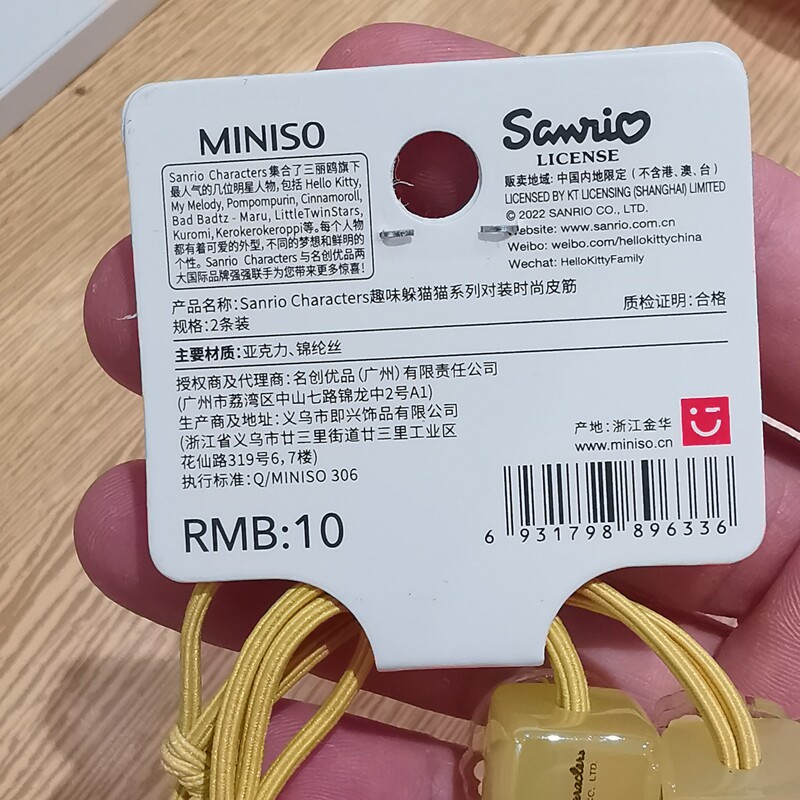 MINISO
Sanrio Characters集合了三丽鸥旗下
最人气的几位明星人物,包括 Hello Kitty,
My Melody, Pompompurin, Cinnamoroll,
Bad Badtz - Maru, LittleTwinStars,
Kuromi, Kerokerokeroppi等。每个人物
都有着可爱的外型,不同的梦想和鲜明的
个性。Sanrio Characters与名创优品两
大国际品牌强强联手为您带来更多惊喜!
Sanrio
LICENSE
贩卖地域: 中国内地限定 (不含港、澳、台)
LICENSED BY KT LICENSING (SHANGHAI) LIMITED
© 2022 SANRIO CO., LTD.
Website: www.sanrio.com.cn
Weibo: weibo.com/hellokittychina
Wechat: HelloKittyFamily
产品名称:Sanrio Characters趣味躲猫猫系列对装时尚皮筋
规格:2条装
质检证明:合格
主要材质:亚克力、锦纶丝
授权商及代理商:名创优品(广州)有限责任公司
(广州市荔湾区中山七路锦龙中2号A1)
生产商及地址:义乌市即兴饰品有限公司
(浙江省义乌市廿三里街道廿三里工业区
花仙路319号6,7楼)
执行标准:Q/MINISO 306
产地:浙江金华
www.miniso.cn
RMB:10
6 931798 896336